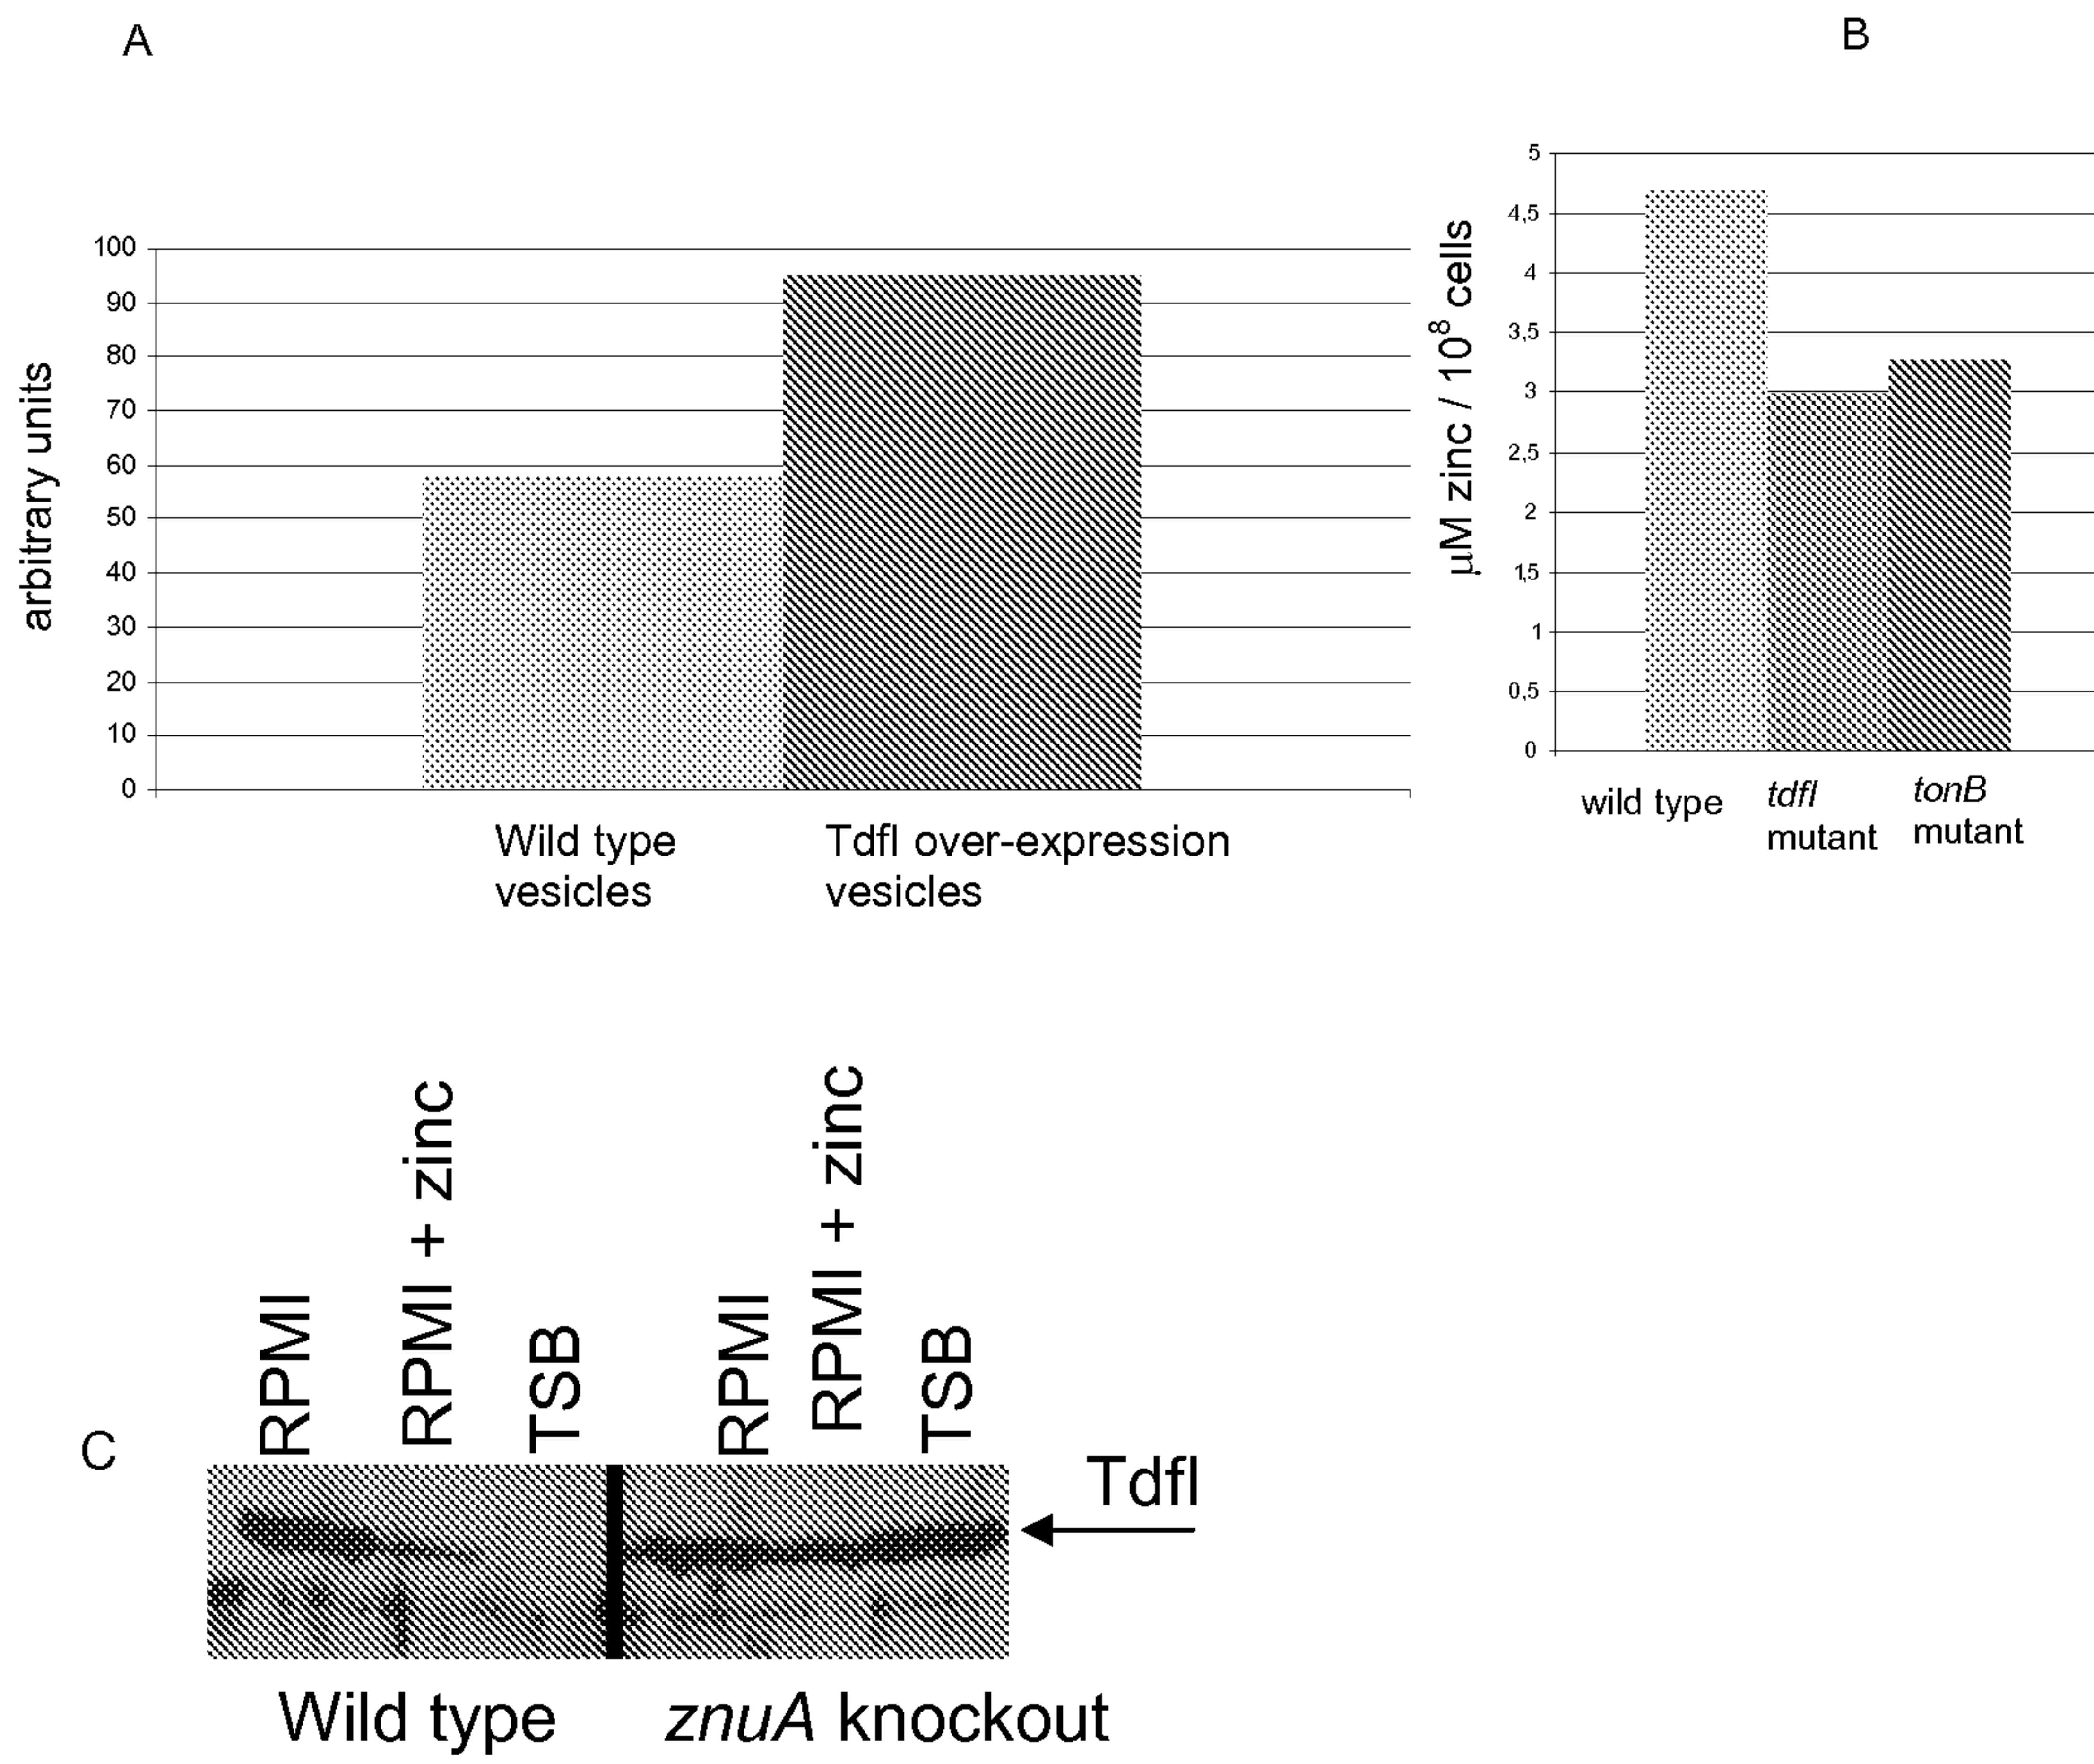 A
arbitrary units
100
90
80
70
60
50
40
30
20
10
0
Wild type
vesicles
TdfI over-expression
vesicles
B
µM zinc / 10⁸ cells
5
4,5
4
3,5
3
2,5
2
1,5
1
0,5
0
wild type
tdfI
mutant
tonB
mutant
C
RPMI
RPMI + zinc
TSB
RPMI
RPMI + zinc
TSB
TdfI
Wild type
znuA knockout